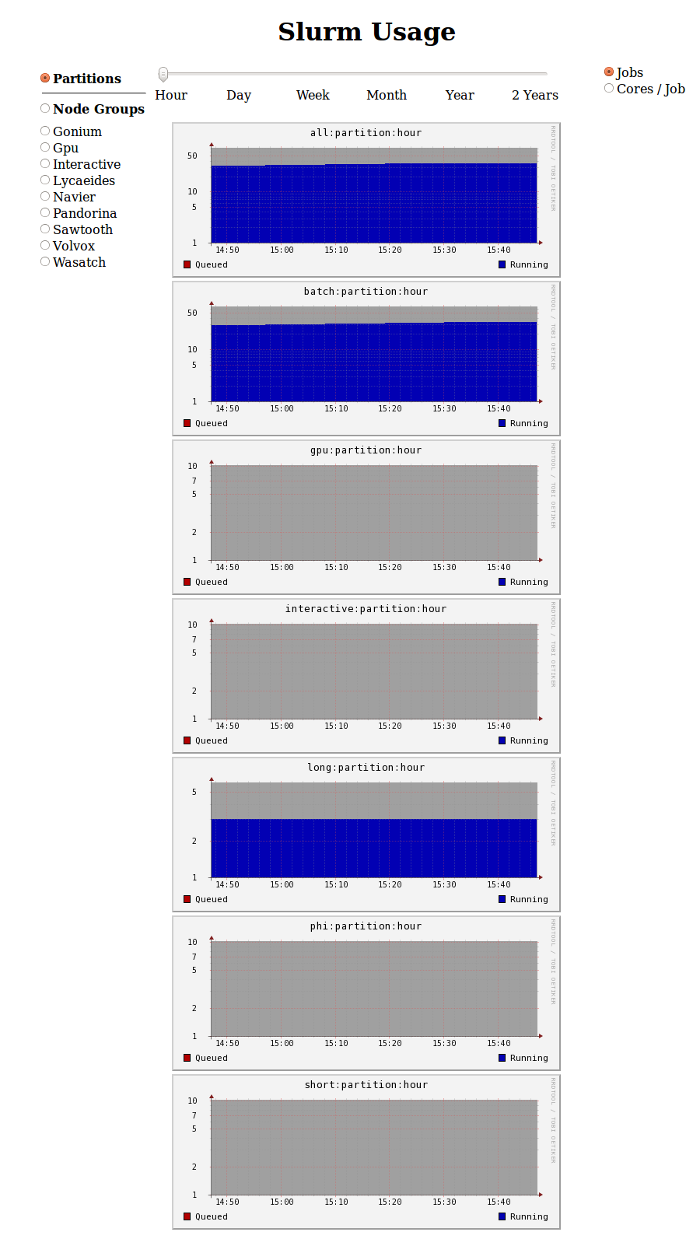 Slurm Usage
Partitions
Node Groups
Gonium
Gpu
Interactive
Lycaeides
Navier
Pandorina
Sawtooth
Volvox
Wasatch
Hour Day Week Month Year 2 Years
Jobs
Cores / Job
all:partition:hour
RRDTOOL / TOBI OETIKER
50
10
5
1
14:50 15:00 15:10 15:20 15:30 15:40
Queued Running
batch:partition:hour
RRDTOOL / TOBI OETIKER
50
10
5
1
14:50 15:00 15:10 15:20 15:30 15:40
Queued Running
gpu:partition:hour
RRDTOOL / TOBI OETIKER
10
7
5
2
1
14:50 15:00 15:10 15:20 15:30 15:40
Queued Running
interactive:partition:hour
RRDTOOL / TOBI OETIKER
10
7
5
2
1
14:50 15:00 15:10 15:20 15:30 15:40
Queued Running
long:partition:hour
RRDTOOL / TOBI OETIKER
5
2
1
14:50 15:00 15:10 15:20 15:30 15:40
Queued Running
phi:partition:hour
RRDTOOL / TOBI OETIKER
10
7
5
2
1
14:50 15:00 15:10 15:20 15:30 15:40
Queued Running
short:partition:hour
RRDTOOL / TOBI OETIKER
10
7
5
2
1
14:50 15:00 15:10 15:20 15:30 15:40
Queued Running